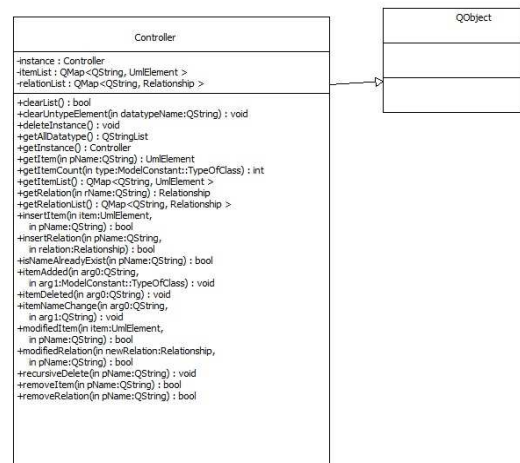 Controller
-instance : Controller
-itemList : QMap<QString, UmlElement >
-relationList : QMap<QString, Relationship >
+clearList() : bool
+clearUntypeElement(in datatypeName:QString) : void
+deleteInstance() : void
+getAllDatatype() : QStringList
+getInstance() : Controller
+getItem(in pName:QString) : UmlElement
+getItemCount(in type:ModelConstant::TypeOfClass) : int
+getItemList() : QMap<QString, UmlElement >
+getRelation(in rName:QString) : Relationship
+getRelationList() : QMap<QString, Relationship >
+insertItem(in item:UmlElement,
in pName:QString) : bool
+insertRelation(in pName:QString,
in relation:Relationship) : bool
+isNameAlreadyExist(in pName:QString) : bool
+itemAdded(in arg0:QString,
in arg1:ModelConstant::TypeOfClass) : void
+itemDeleted(in arg0:QString) : void
+itemNameChange(in arg0:QString,
in arg1:QString) : void
+modifiedItem(in item:UmlElement,
in pName:QString) : bool
+modifiedRelation(in newRelation:Relationship,
in pName:QString) : bool
+recursiveDelete(in pName:QString) : void
+removeItem(in pName:QString) : bool
+removeRelation(in pName:QString) : bool
QObject